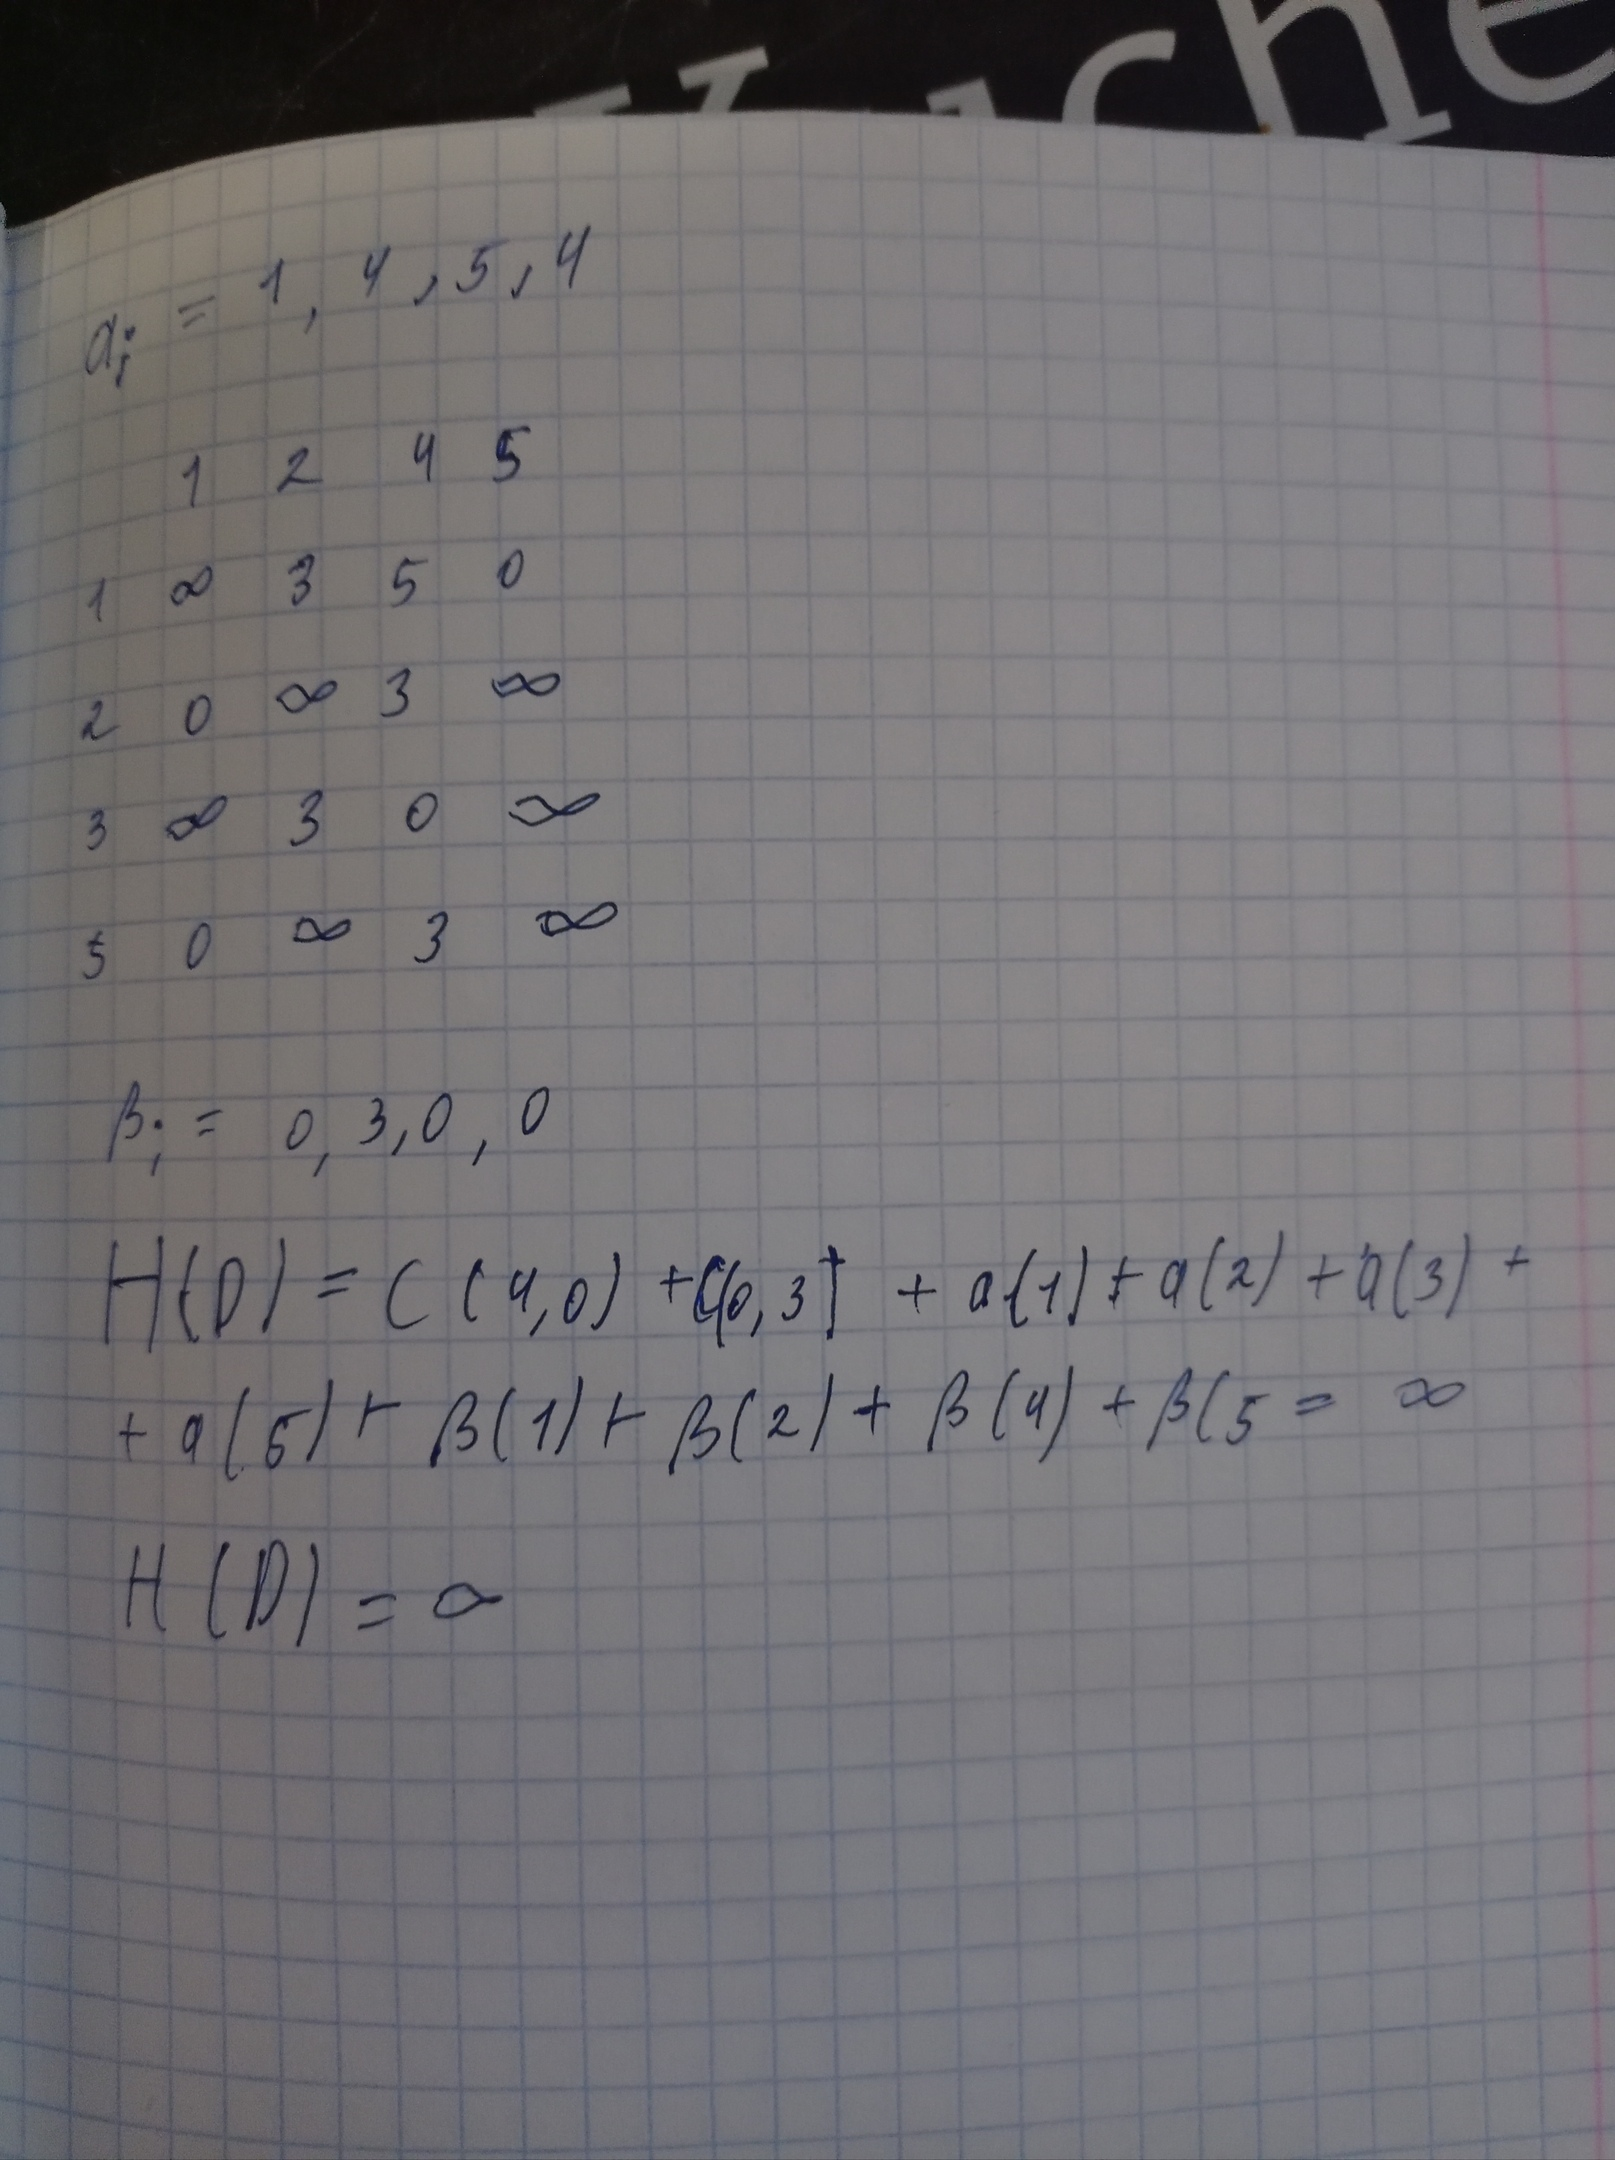 αᵢ = 1, 4, 5, 4
1 2 4 5
1 ∞ 3 5 0
2 0 ∞ 3 ∞
3 ∞ 3 0 ∞
5 0 ∞ 3 ∞
βⱼ = 0, 3, 0, 0
H(D) = C(4,0) + C(0,3) + a(1) + a(2) + a(3) +
+ a(5) + β(1) + β(2) + β(4) + β(5 = ∞
H(D) = ∞